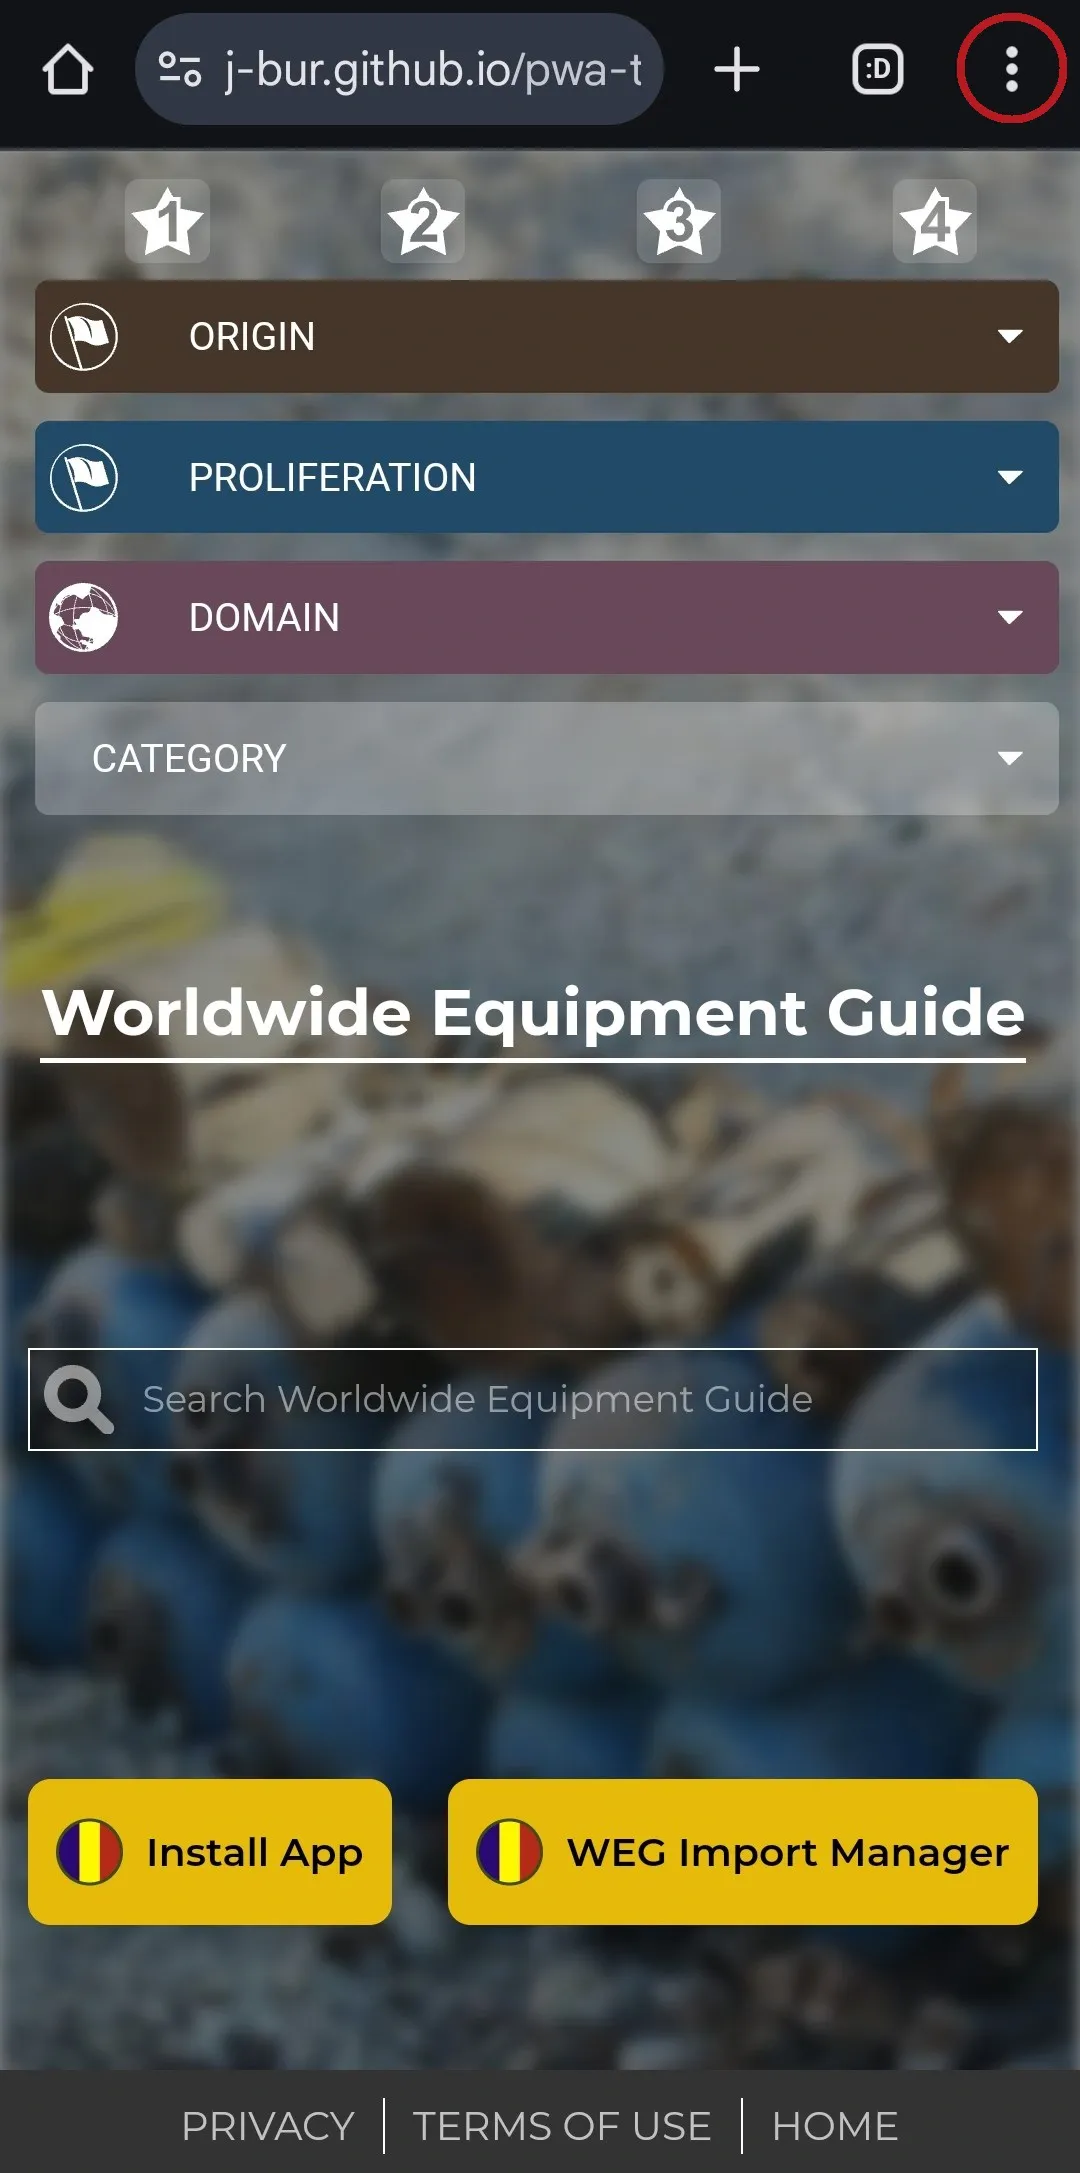 j-bur.github.io/pwa-t
:D
1 2 3 4
ORIGIN
PROLIFERATION
DOMAIN
CATEGORY
Worldwide Equipment Guide
Search Worldwide Equipment Guide
Install App
WEG Import Manager
PRIVACY
TERMS OF USE
HOME